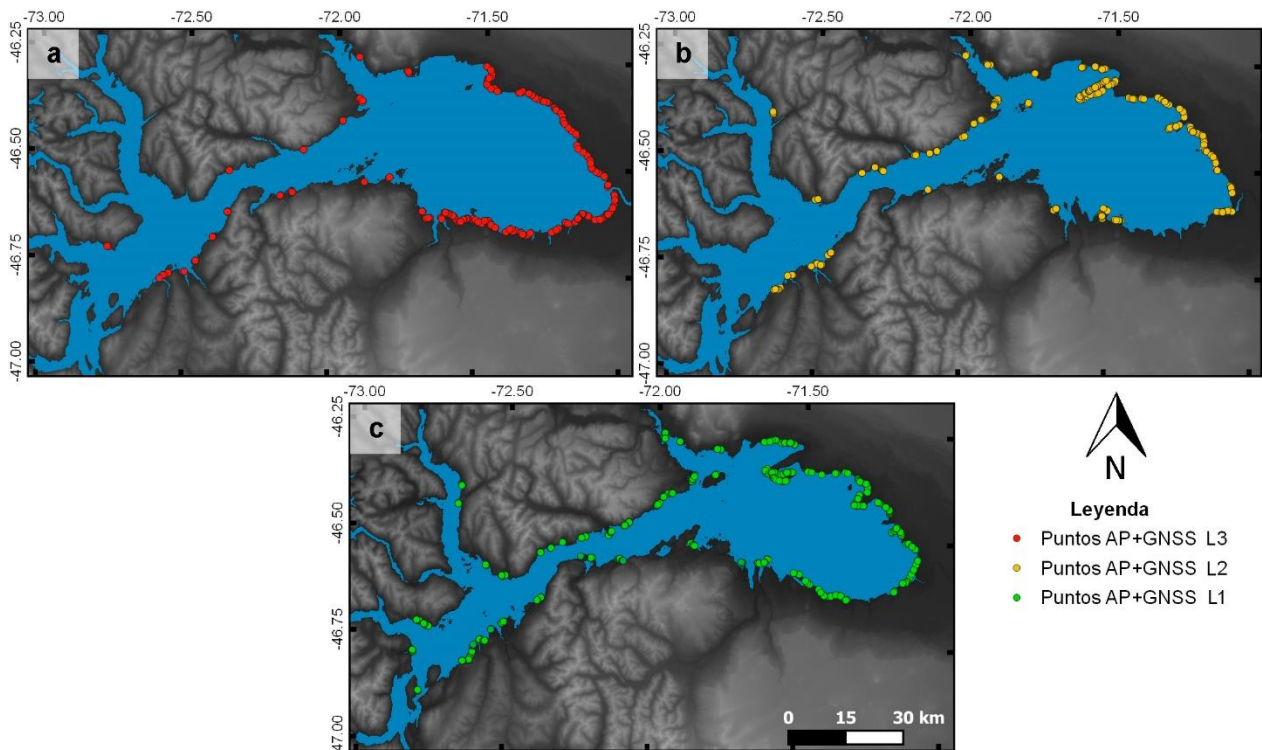 -73.00 -72.50 -72.00 -71.50
-46.25 -46.50 -46.75 -47.00
a
-73.00 -72.50 -72.00 -71.50
-46.25 -46.50 -46.75 -47.00
b
-73.00 -72.50 -72.00 -71.50
-46.25 -46.50 -46.75 -47.00
c
0 15 30 km
N
Leyenda
Puntos AP+GNSS L3
Puntos AP+GNSS L2
Puntos AP+GNSS L1